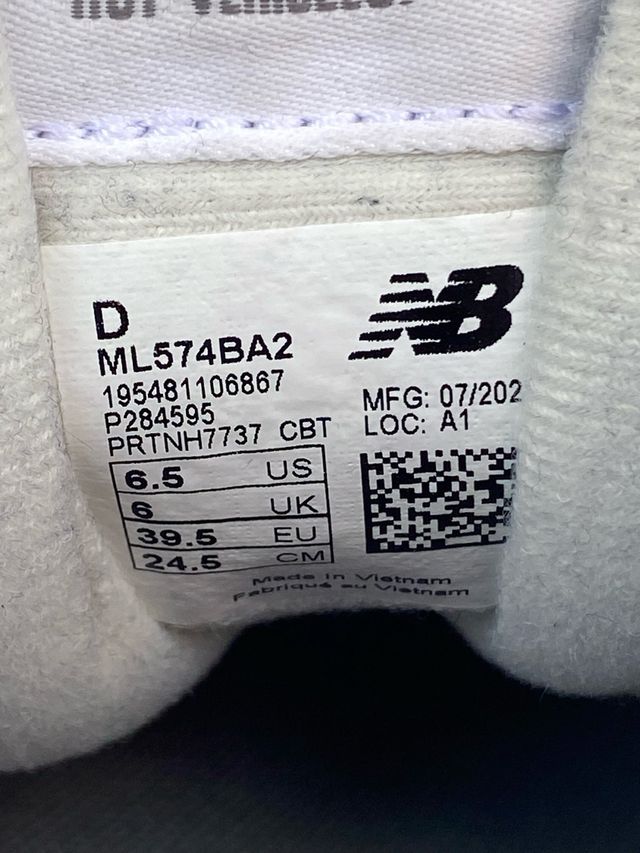 D
ML574BA2
195481106867
P284595
PRTNH7737 CBT
6.5 US
6 UK
39.5 EU
24.5 CM
NB
MFG: 07/202
LOC: A1
Made in Vietnam
Fabriqué au Vietnam